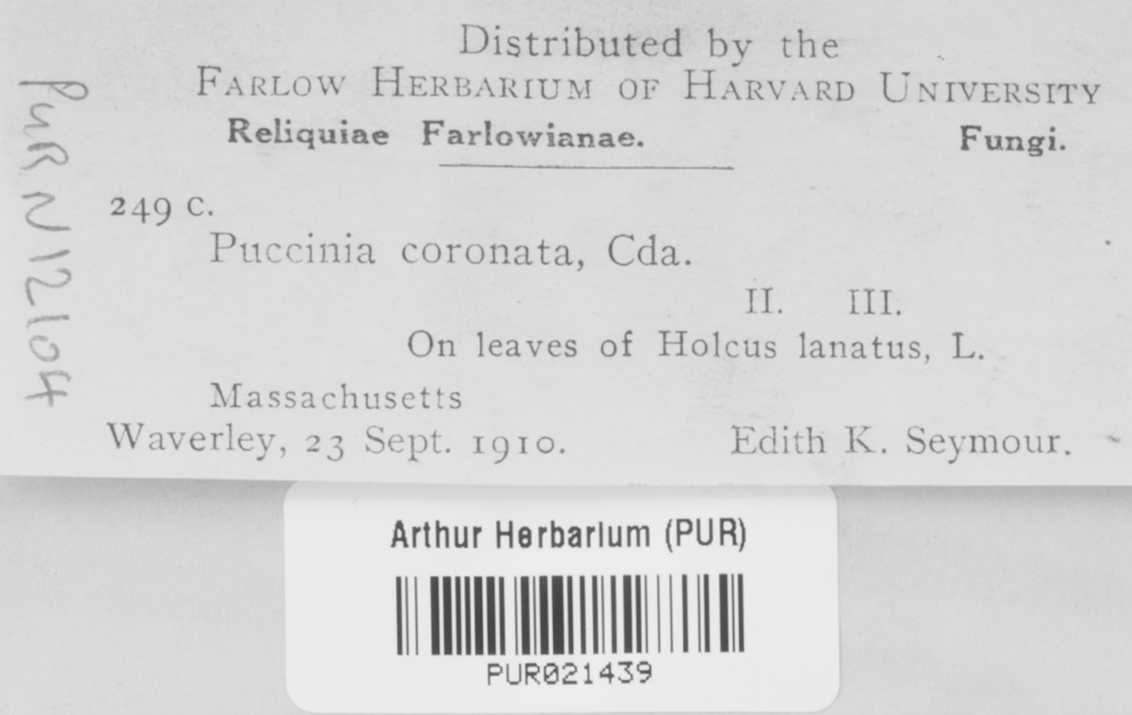 Distributed by the
FARLOW HERBARIUM OF HARVARD UNIVERSITY
Reliquiae Farlowianae. Fungi.
249 c.
Puccinia coronata, Cda.
II. III.
On leaves of Holcus lanatus, L.
Massachusetts
Waverley, 23 Sept. 1910. Edith K. Seymour.
PUR N12104
Arthur Herbarium (PUR)
PUR021439